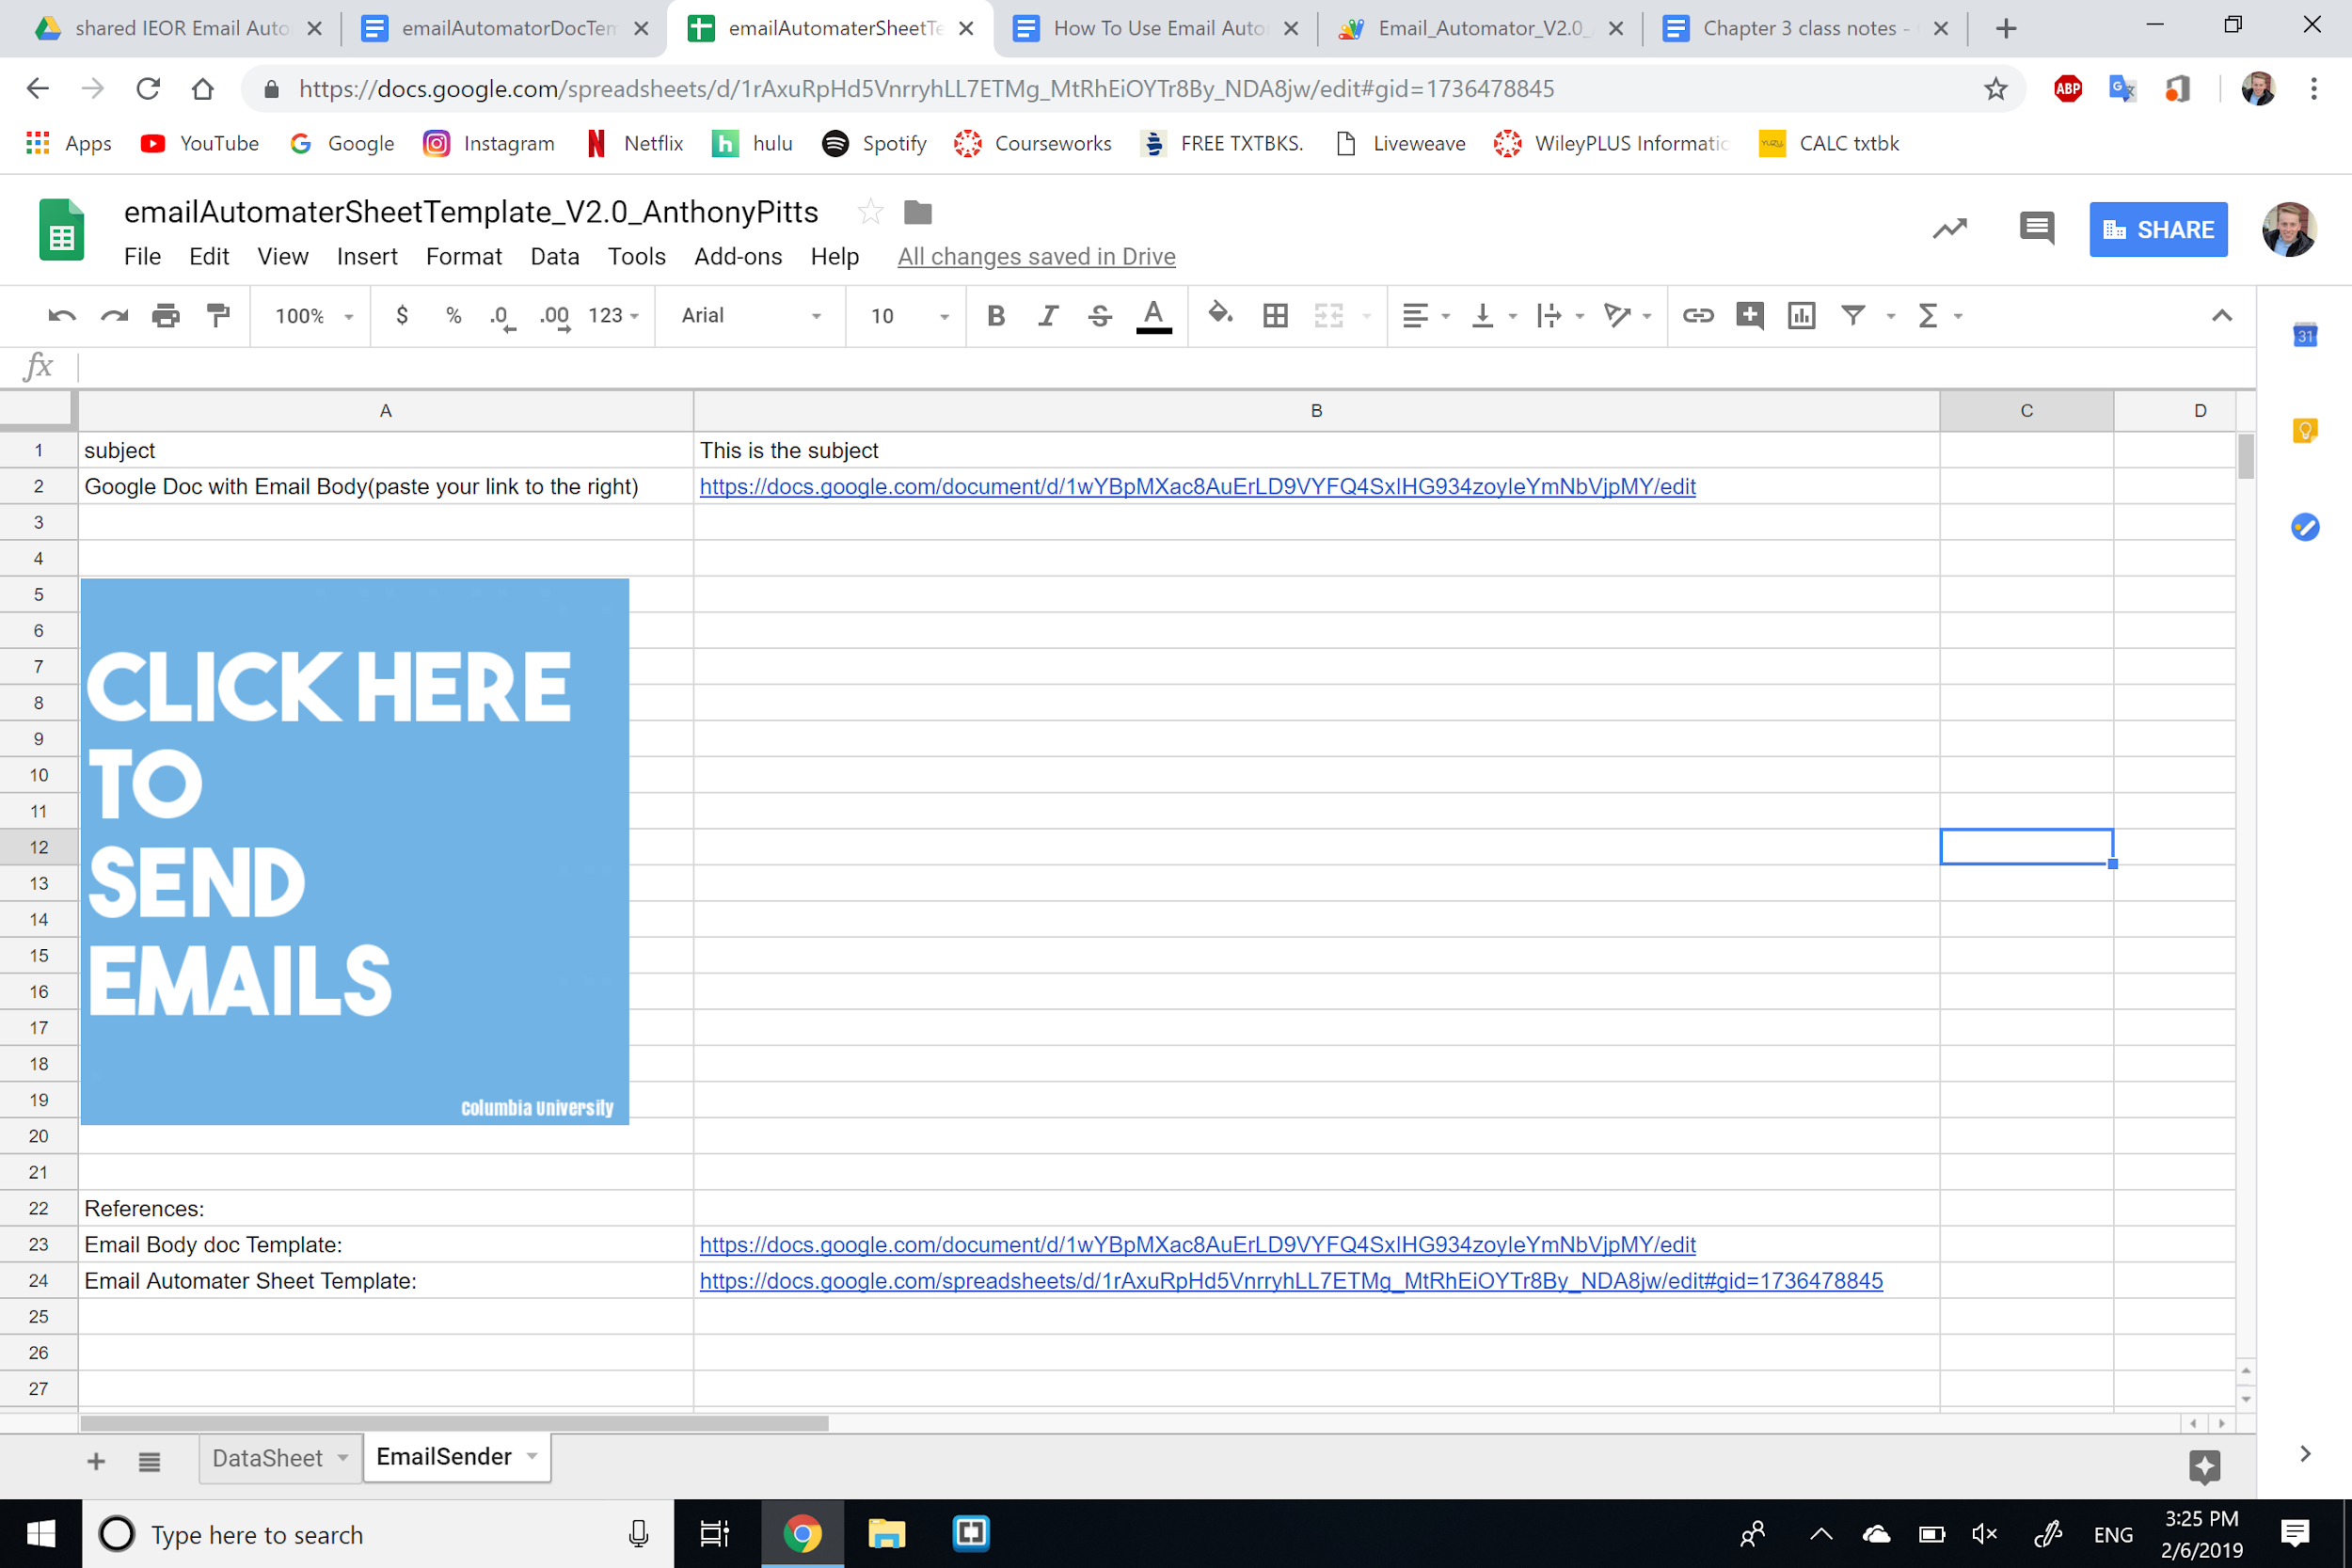 shared IEOR Email Auto
emailAutomatorDocTem
emailAutomaterSheetTe
How To Use Email Auto
Email_Automator_V2.0_
Chapter 3 class notes -
https://docs.google.com/spreadsheets/d/1rAxuRpHd5VnrryhLL7ETMg_MtRhEiOYTr8By_NDA8jw/edit#gid=1736478845
ABP
Apps
YouTube
Google
Instagram
Netflix
hulu
Spotify
Courseworks
FREE TXTBKS.
Liveweave
WileyPLUS Informatic
CALC txtbk
emailAutomaterSheetTemplate_V2.0_AnthonyPitts
File Edit View Insert Format Data Tools Add-ons Help
All changes saved in Drive
SHARE
100% $ % .0 .00 123 Arial 10 B I S A Σ
31
fx
A B C D
1 subject This is the subject
2 Google Doc with Email Body(paste your link to the right) https://docs.google.com/document/d/1wYBpMXac8AuErLD9VYFQ4SxIHG934zoyIeYmNbVjpMY/edit
3
4
5
6
7
8
9
10
11
12
13
14
15
16
17
18
19
20
21
CLICK HERE
TO
SEND
EMAILS
Columbia University
22 References:
23 Email Body doc Template: https://docs.google.com/document/d/1wYBpMXac8AuErLD9VYFQ4SxIHG934zoyIeYmNbVjpMY/edit
24 Email Automater Sheet Template: https://docs.google.com/spreadsheets/d/1rAxuRpHd5VnrryhLL7ETMg_MtRhEiOYTr8By_NDA8jw/edit#gid=1736478845
25
26
27
DataSheet
EmailSender
Type here to search
ENG
3:25 PM
2/6/2019